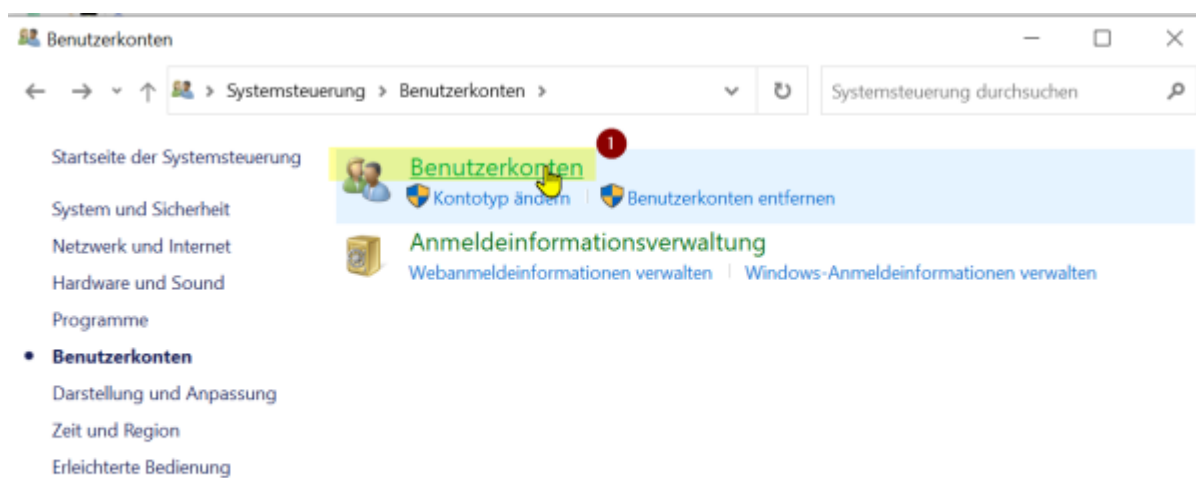 Benutzerkonten
Systemsteuerung > Benutzerkonten >
Systemsteuerung durchsuchen
Startseite der Systemsteuerung
System und Sicherheit
Netzwerk und Internet
Hardware und Sound
Programme
Benutzerkonten
Darstellung und Anpassung
Zeit und Region
Erleichterte Bedienung
1
Benutzerkonten
Kontotyp ändern | Benutzerkonten entfernen
Anmeldeinformationsverwaltung
Webanmeldeinformationen verwalten | Windows-Anmeldeinformationen verwalten